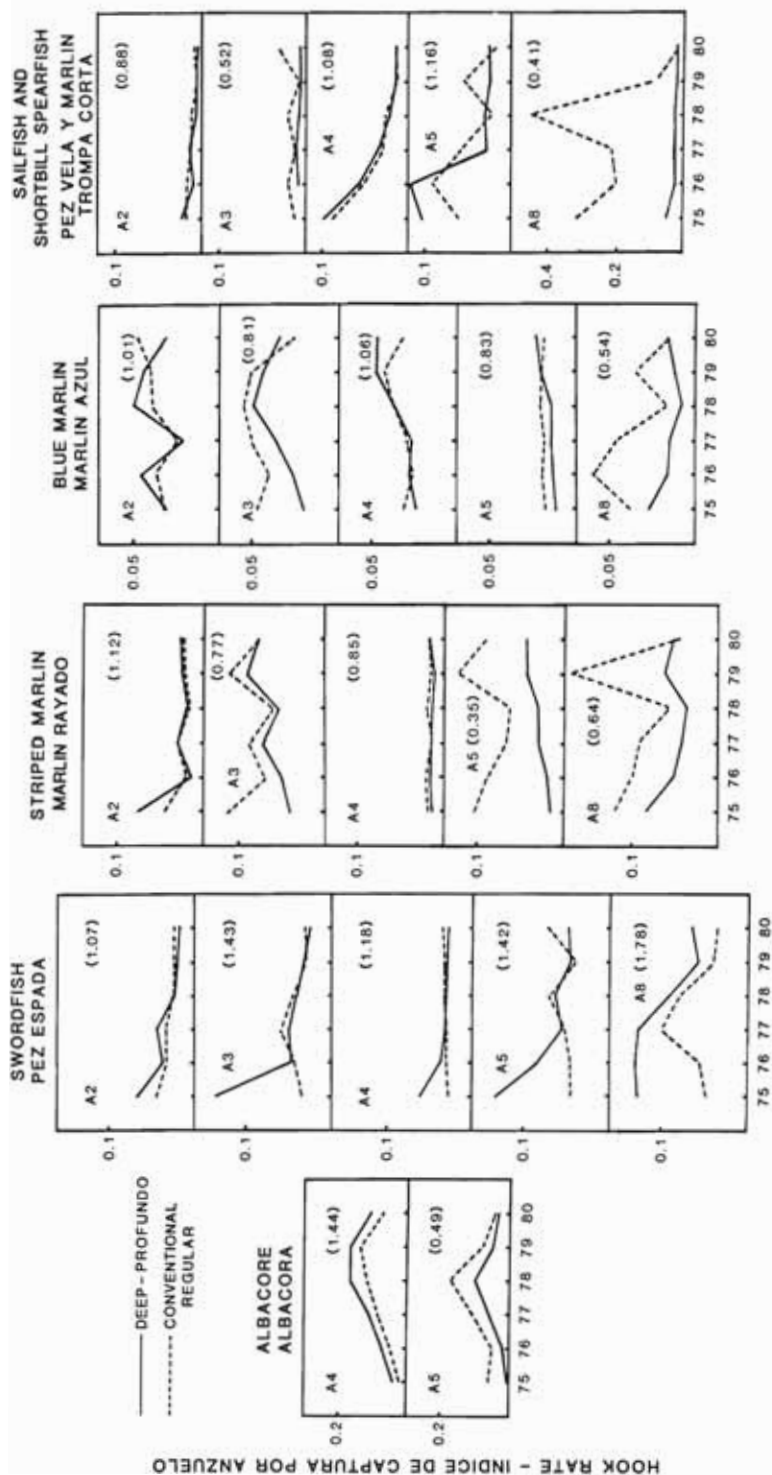 HOOK RATE - INDICE DE CAPTURA POR ANZUELO
DEEP-PROFUNDO
CONVENTIONAL
REGULAR
ALBACORE
ALBACORA
0.2
A4
(1.44)
0.2
A5
(0.49)
75 76 77 78 79 80
SWORDFISH
PEZ ESPADA
0.1
A2
(1.07)
0.1
A3
(1.43)
0.1
A4
(1.18)
0.1
A5
(1.42)
0.1
A8 (1.78)
75 76 77 78 79 80
STRIPED MARLIN
MARLIN RAYADO
0.1
A2
(1.12)
0.1
A3
(0.77)
0.1
A4
(0.85)
0.1
A5 (0.35)
0.1
A8
(0.64)
75 76 77 78 79 80
BLUE MARLIN
MARLIN AZUL
0.05
A2
(1.01)
0.05
A3
(0.81)
0.05
A4
(1.06)
0.05
A5
(0.83)
0.05
A8
(0.54)
75 76 77 78 79 80
SAILFISH AND
SHORTBILL SPEARFISH
PEZ VELA Y MARLIN
TROMPA CORTA
0.1
A2
(0.88)
0.1
A3
(0.52)
0.1
A4
(1.08)
0.1
A5
(1.16)
0.4
0.2
A8
(0.41)
75 76 77 78 79 80